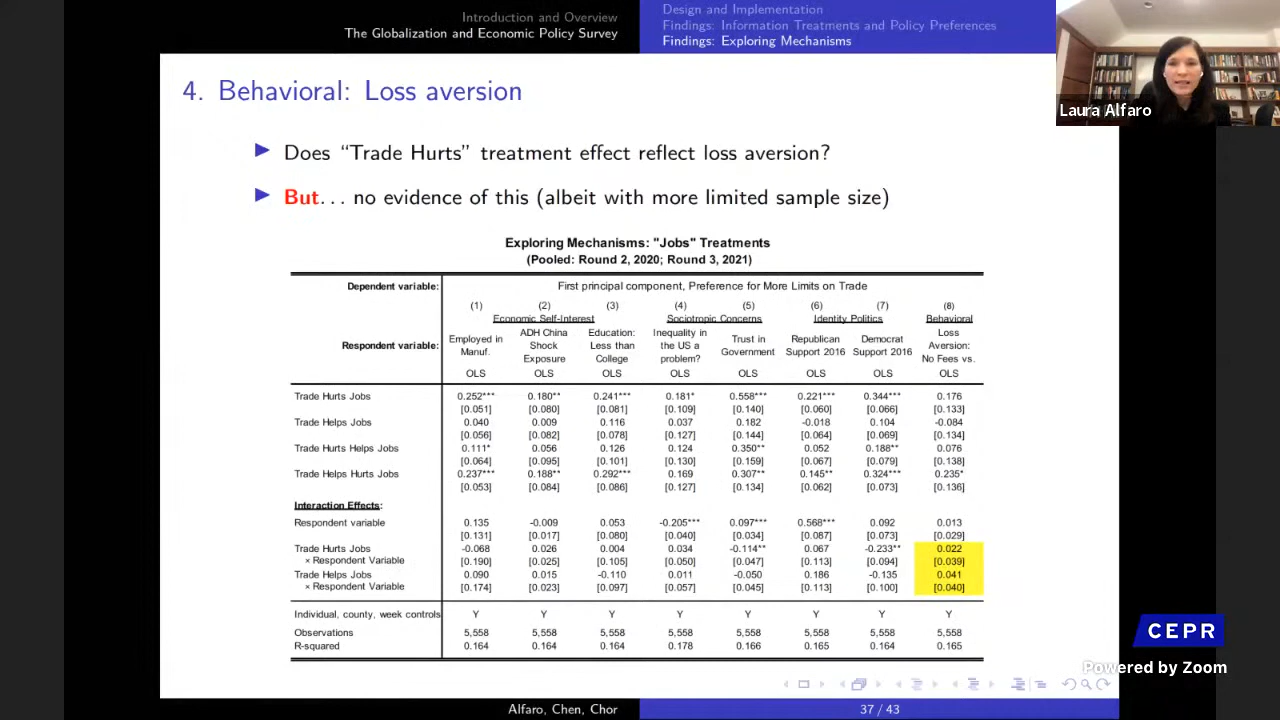 Introduction and Overview
The Globalization and Economic Policy Survey
Design and Implementation
Findings: Information Treatments and Policy Preferences
Findings: Exploring Mechanisms
Laura Alfaro
4. Behavioral: Loss aversion
Does “Trade Hurts” treatment effect reflect loss aversion?
But... no evidence of this (albeit with more limited sample size)
Exploring Mechanisms: "Jobs" Treatments
(Pooled: Round 2, 2020; Round 3, 2021)
Dependent variable: First principal component, Preference for More Limits on Trade
(1) (2) (3) (4) (5) (6) (7) (8)
Economic Self-Interest Sociotropic Concerns Identity Politics Behavioral
Respondent variable: Employed in Manuf. ADH China Shock Exposure Education: Less than College Inequality in the US a problem? Trust in Government Republican Support 2016 Democrat Support 2016 Loss Aversion: No Fees vs.
OLS OLS OLS OLS OLS OLS OLS OLS
Trade Hurts Jobs 0.252*** 0.180** 0.241*** 0.181* 0.558*** 0.221*** 0.344*** 0.176
[0.051] [0.080] [0.081] [0.109] [0.140] [0.060] [0.066] [0.133]
Trade Helps Jobs 0.040 0.009 0.116 0.037 0.182 -0.018 0.104 -0.084
[0.056] [0.082] [0.078] [0.127] [0.144] [0.064] [0.069] [0.134]
Trade Hurts Helps Jobs 0.111* 0.056 0.126 0.124 0.350** 0.052 0.188** 0.076
[0.064] [0.095] [0.101] [0.130] [0.159] [0.067] [0.079] [0.138]
Trade Helps Hurts Jobs 0.237*** 0.188** 0.292*** 0.169 0.307** 0.145** 0.324*** 0.235*
[0.053] [0.084] [0.086] [0.127] [0.134] [0.062] [0.073] [0.136]
Interaction Effects:
Respondent variable 0.135 -0.009 0.053 -0.205*** 0.097*** 0.568*** 0.092 0.013
[0.131] [0.017] [0.080] [0.040] [0.034] [0.087] [0.073] [0.029]
Trade Hurts Jobs -0.068 0.026 0.004 0.034 -0.114** 0.067 -0.233** 0.022
× Respondent Variable [0.190] [0.025] [0.105] [0.050] [0.047] [0.113] [0.094] [0.039]
Trade Helps Jobs 0.090 0.015 -0.110 0.011 -0.050 0.186 -0.135 0.041
× Respondent Variable [0.174] [0.023] [0.097] [0.057] [0.045] [0.113] [0.100] [0.040]
Individual, county, week controls Y Y Y Y Y Y Y Y
Observations 5,558 5,558 5,558 5,558 5,558 5,558 5,558 5,558
R-squared 0.164 0.164 0.164 0.178 0.166 0.165 0.164 0.165
CEPR
Powered by Zoom
Alfaro, Chen, Chor
37 / 43